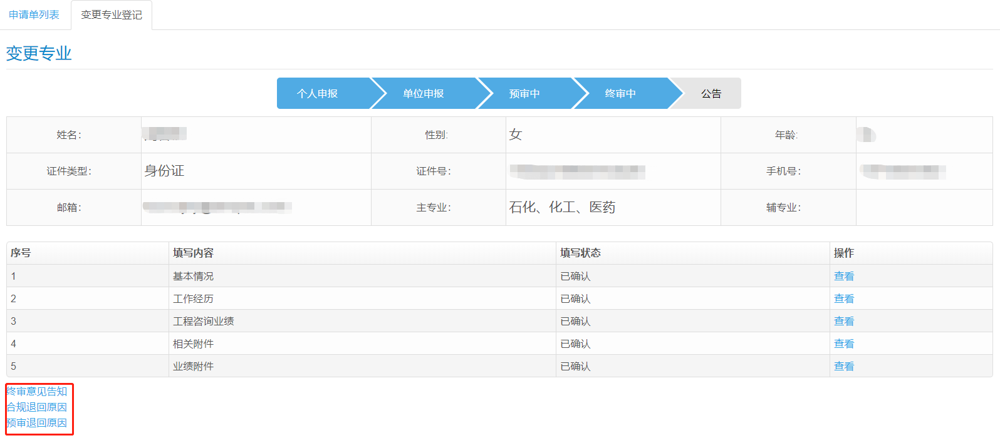 申请单列表 变更专业登记
变更专业
个人申报 单位申报 预审中 终审中 公告
姓名： 性别: 女 年龄:
证件类型： 身份证 证件号： 手机号：
邮箱： 主专业： 石化、化工、医药 辅专业：
序号 填写内容 填写状态 操作
1 基本情况 已确认 查看
2 工作经历 已确认 查看
3 工程咨询业绩 已确认 查看
4 相关附件 已确认 查看
5 业绩附件 已确认 查看
终审意见告知
合规退回原因
预审退回原因